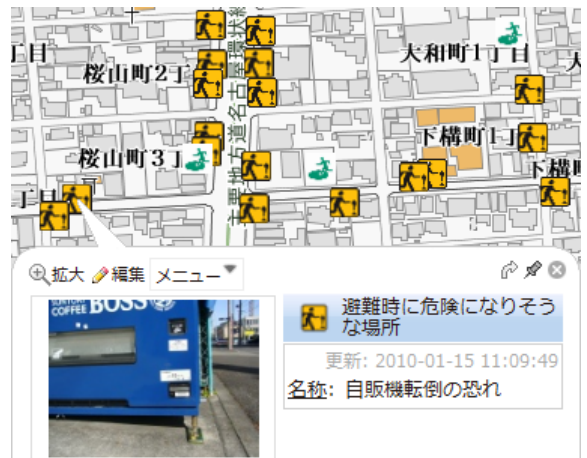 丁目
桜山町2丁
大和町1丁目
主要地方道名古屋環状線
桜山町3丁
下構町1丁
下構町
丁目
拡大
編集
メニュー
SUNTORY
COFFEE BOSS
避難時に危険になりそう
な場所
更新: 2010-01-15 11:09:49
名称: 自販機転倒の恐れ